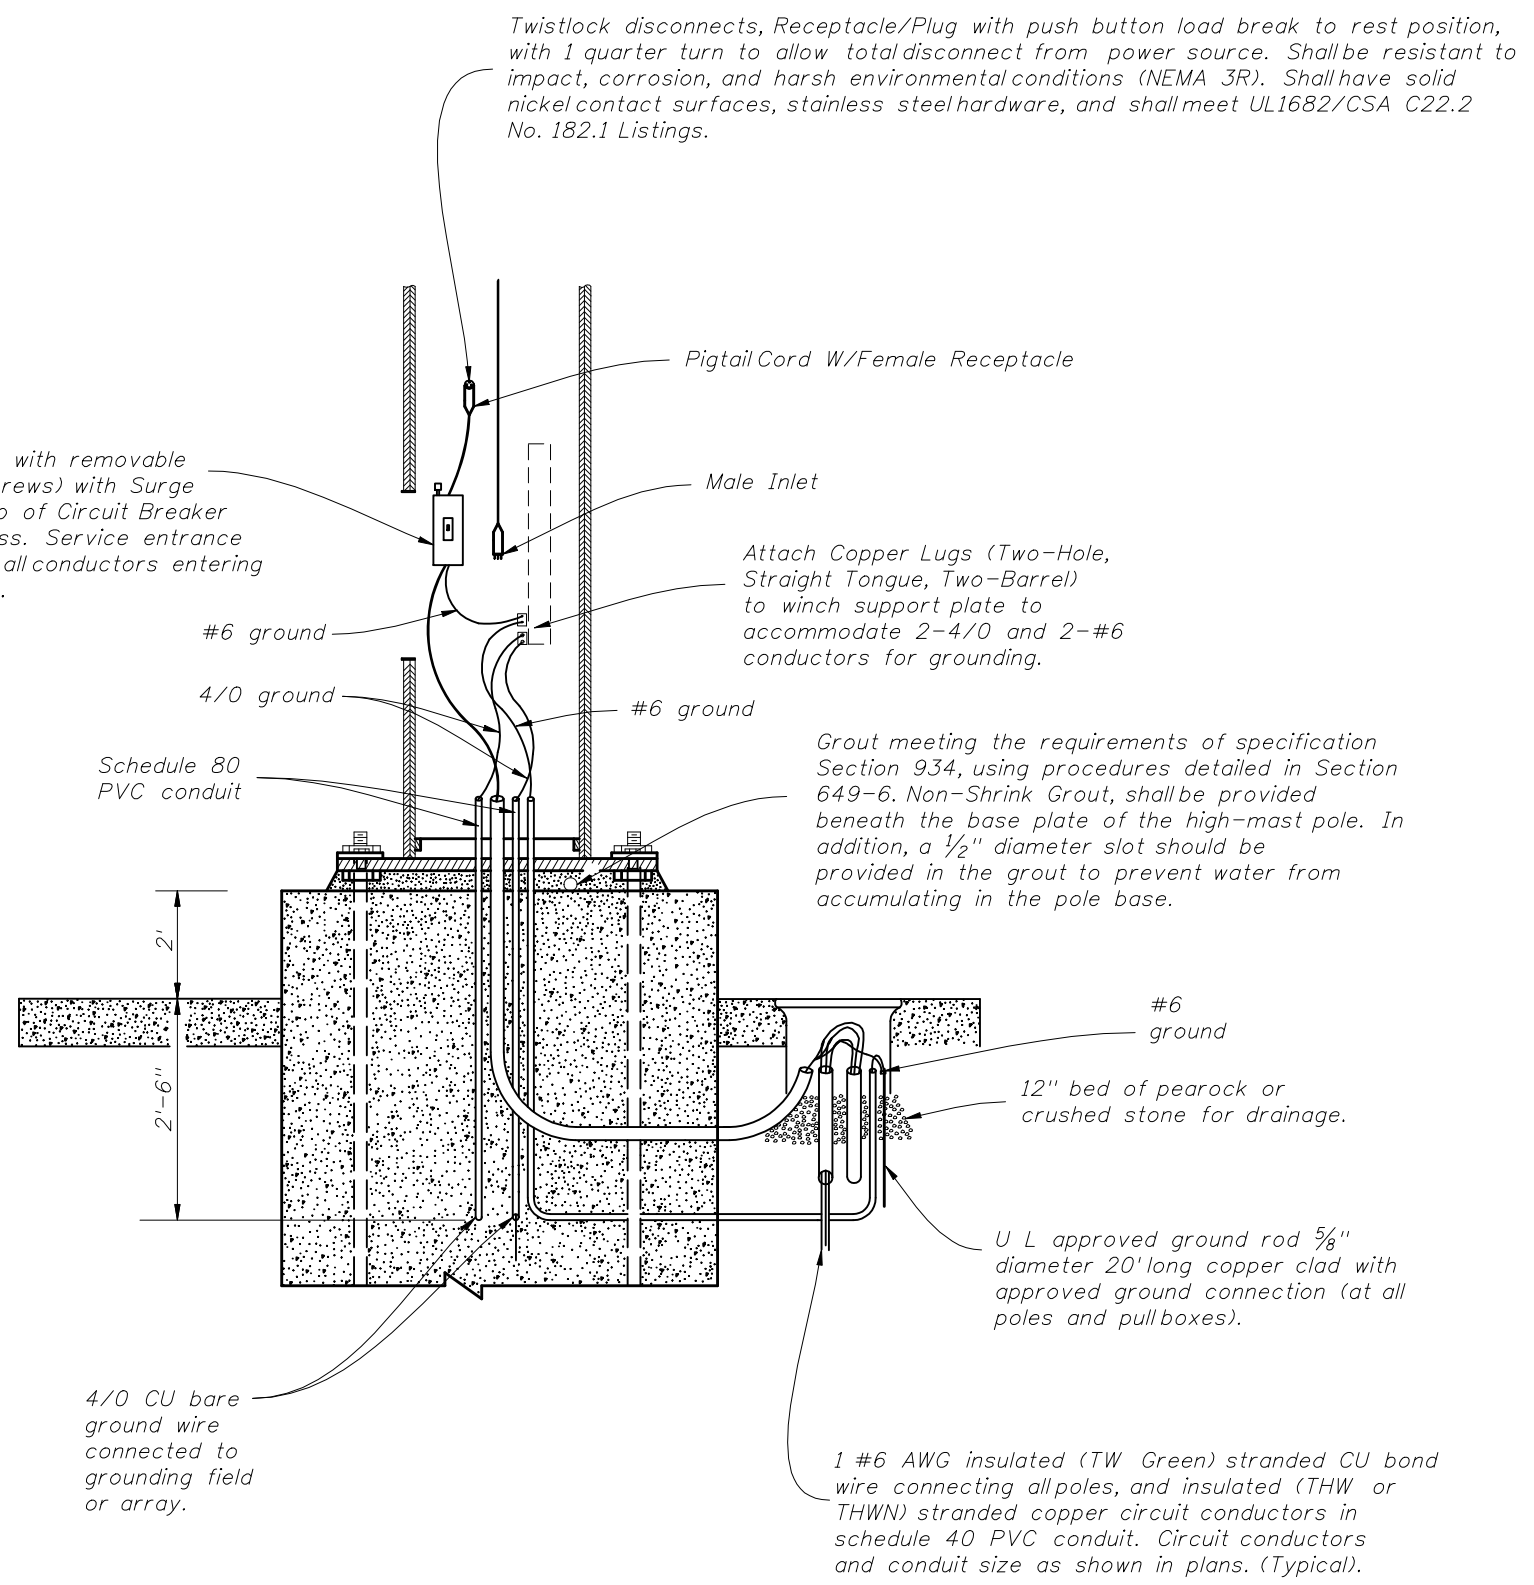 Twistlock disconnects, Receptacle/Plug with push button load break to rest position,
with 1 quarter turn to allow total disconnect from power source. Shall be resistant to
impact, corrosion, and harsh environmental conditions (NEMA 3R). Shall have solid
nickel contact surfaces, stainless steel hardware, and shall meet UL1682/CSA C22.2
No. 182.1 Listings.
Pigtail Cord W/Female Receptacle
with removable
rews) with Surge
of Circuit Breaker
ss. Service entrance
all conductors entering
.
Male Inlet
Attach Copper Lugs (Two-Hole,
Straight Tongue, Two-Barrel)
to winch support plate to
accommodate 2-4/0 and 2-#6
conductors for grounding.
#6 ground
4/0 ground
#6 ground
Schedule 80
PVC conduit
Grout meeting the requirements of specification
Section 934, using procedures detailed in Section
649-6. Non-Shrink Grout, shall be provided
beneath the base plate of the high-mast pole. In
addition, a 1/2" diameter slot should be
provided in the grout to prevent water from
accumulating in the pole base.
2'
2'-6"
#6
ground
12" bed of pearock or
crushed stone for drainage.
U L approved ground rod 5/8"
diameter 20' long copper clad with
approved ground connection (at all
poles and pull boxes).
4/0 CU bare
ground wire
connected to
grounding field
or array.
1 #6 AWG insulated (TW Green) stranded CU bond
wire connecting all poles, and insulated (THW or
THWN) stranded copper circuit conductors in
schedule 40 PVC conduit. Circuit conductors
and conduit size as shown in plans. (Typical).